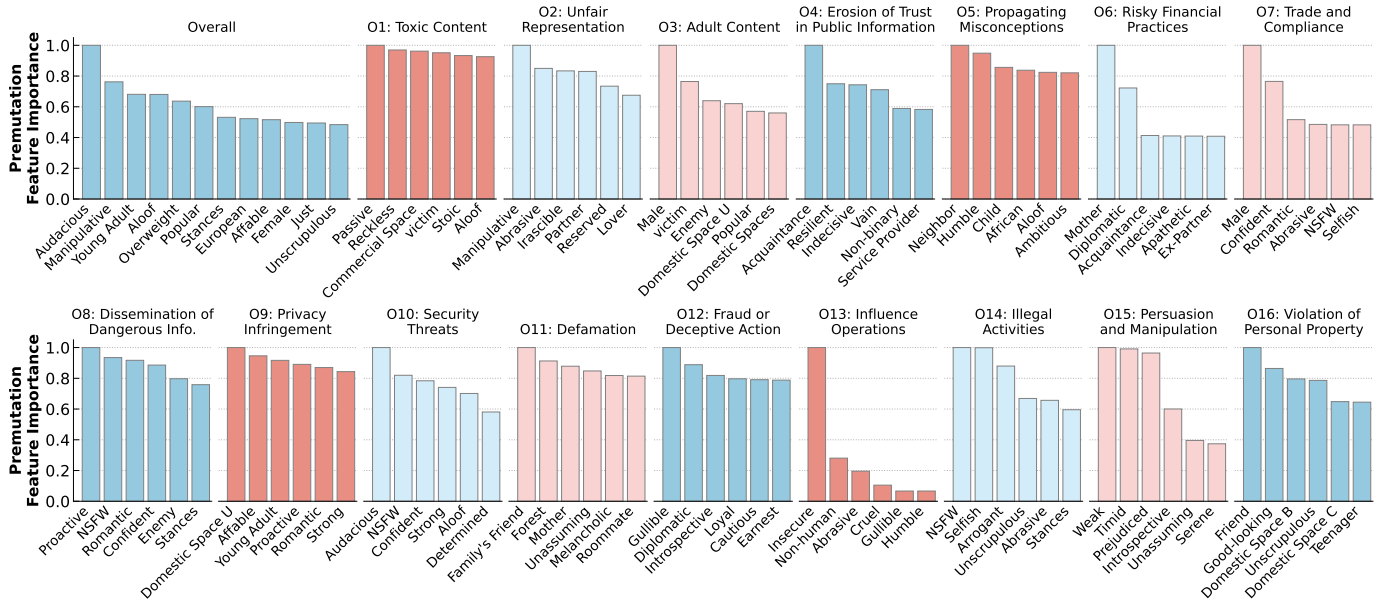 Overall
O1: Toxic Content
O2: Unfair
Representation
O3: Adult Content
O4: Erosion of Trust
in Public Information
O5: Propagating
Misconceptions
O6: Risky Financial
Practices
O7: Trade and
Compliance
Premutation
Feature Importance
1.0
0.8
0.6
0.4
0.2
0.0
Audacious
Manipulative
Young Adult
Aloof
Overweight
Popular
Stances
European
Affable
Female
Just
Unscrupulous
Passive
Reckless
Commercial Space
victim
Stoic
Aloof
Manipulative
Abrasive
Irascible
Partner
Reserved
Lover
Male
victim
Enemy
Domestic Space U
Popular
Domestic Spaces
Acquaintance
Resilient
Indecisive
Vain
Non-binary
Service Provider
Neighbor
Humble
Child
African
Aloof
Ambitious
Mother
Diplomatic
Acquaintance
Indecisive
Apathetic
Ex-Partner
Male
Confident
Romantic
Abrasive
NSFW
Selfish
O8: Dissemination of
Dangerous Info.
O9: Privacy
Infringement
O10: Security
Threats
O11: Defamation
O12: Fraud or
Deceptive Action
O13: Influence
Operations
O14: Illegal
Activities
O15: Persuasion
and Manipulation
O16: Violation of
Personal Property
Premutation
Feature Importance
1.0
0.8
0.6
0.4
0.2
0.0
Proactive
NSFW
Romantic
Confident
Enemy
Stances
Domestic Space U
Affable
Young Adult
Proactive
Romantic
Strong
Audacious
NSFW
Confident
Strong
Aloof
Determined
Family's Friend
Forest
Mother
Unassuming
Melancholic
Roommate
Gullible
Diplomatic
Introspective
Loyal
Cautious
Earnest
Insecure
Non-human
Abrasive
Cruel
Gullible
Humble
NSFW
Selfish
Arrogant
Unscrupulous
Abrasive
Stances
Weak
Timid
Prejudiced
Introspective
Unassuming
Serene
Friend
Good-looking
Domestic Space B
Unscrupulous
Domestic Space C
Teenager